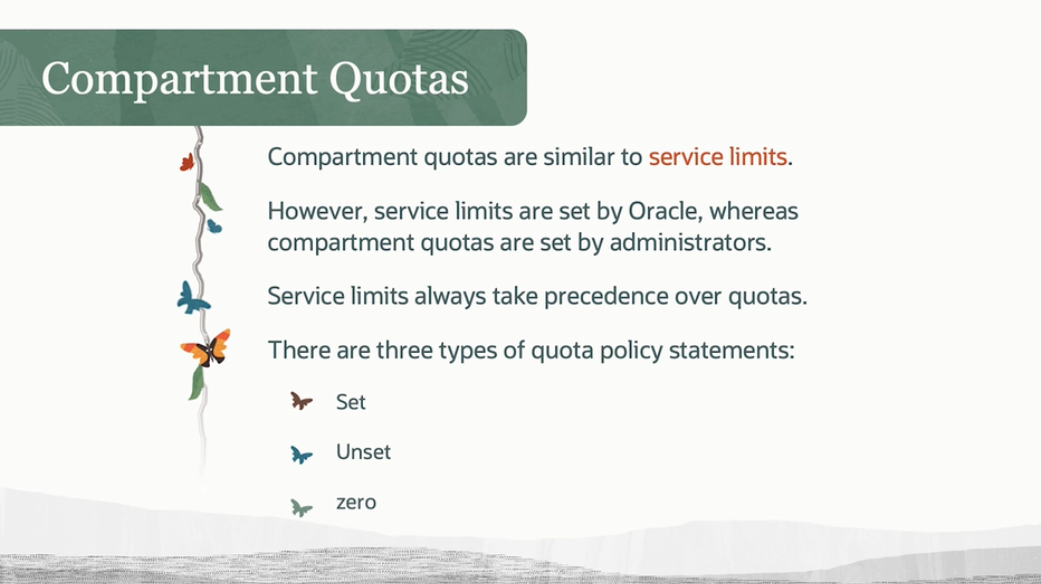 Compartment Quotas
Compartment quotas are similar to service limits.
However, service limits are set by Oracle, whereas
compartment quotas are set by administrators.
Service limits always take precedence over quotas.
There are three types of quota policy statements:
Set
Unset
zero